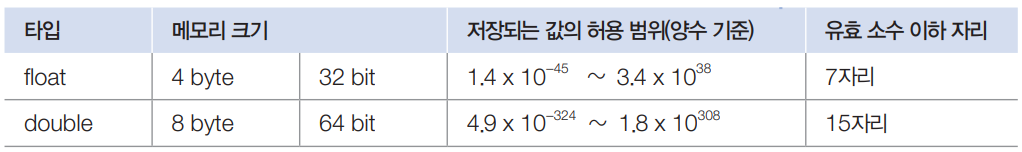 타입 메모리 크기 저장되는 값의 허용 범위(양수 기준) 유효 소수 이하 자리
float 4 byte 32 bit 1.4 x 10⁻⁴⁵ ~ 3.4 x 10³⁸ 7자리
double 8 byte 64 bit 4.9 x 10⁻³²⁴ ~ 1.8 x 10³⁰⁸ 15자리